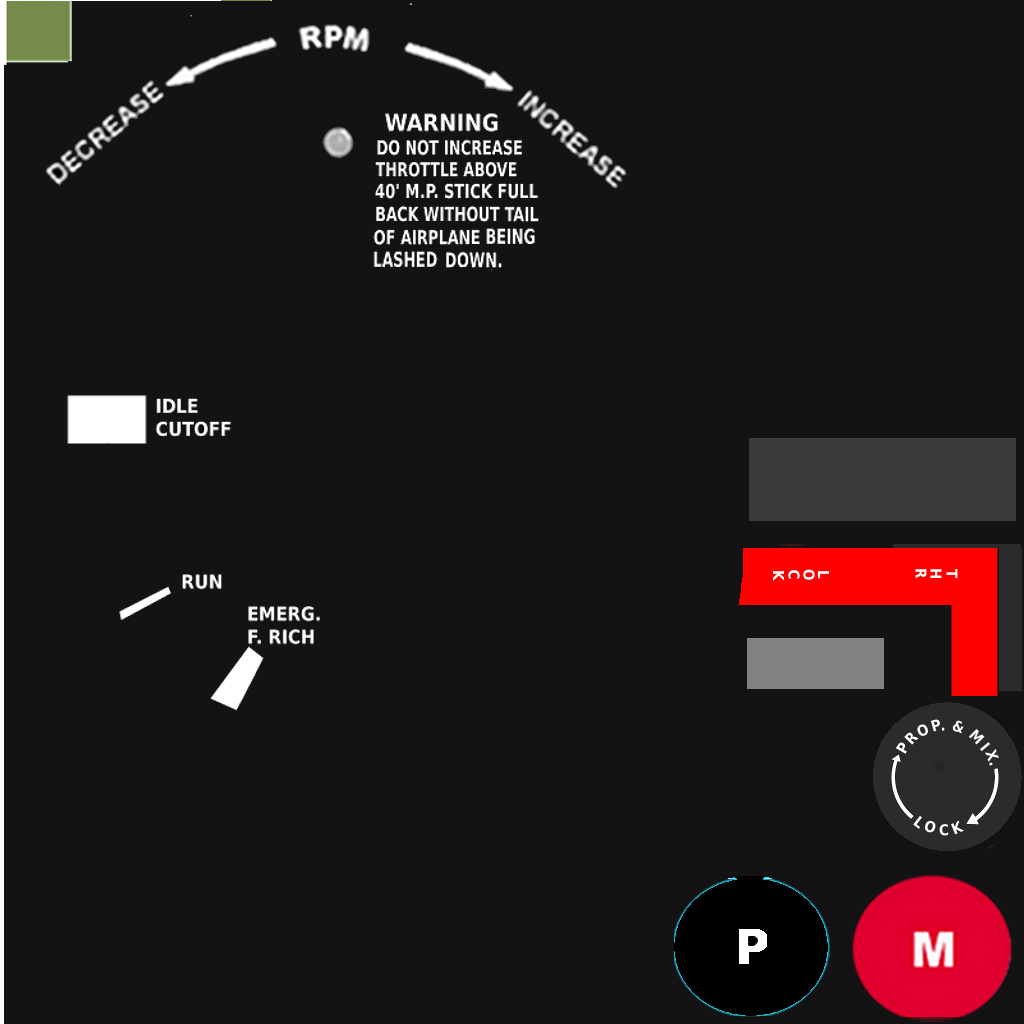 RPM
DECREASE
INCREASE
WARNING
DO NOT INCREASE
THROTTLE ABOVE
40' M.P. STICK FULL
BACK WITHOUT TAIL
OF AIRPLANE BEING
LASHED DOWN.
IDLE
CUTOFF
RUN
EMERG.
F. RICH
THR
LOCK
PROP. & MIX.
LOCK
P
M